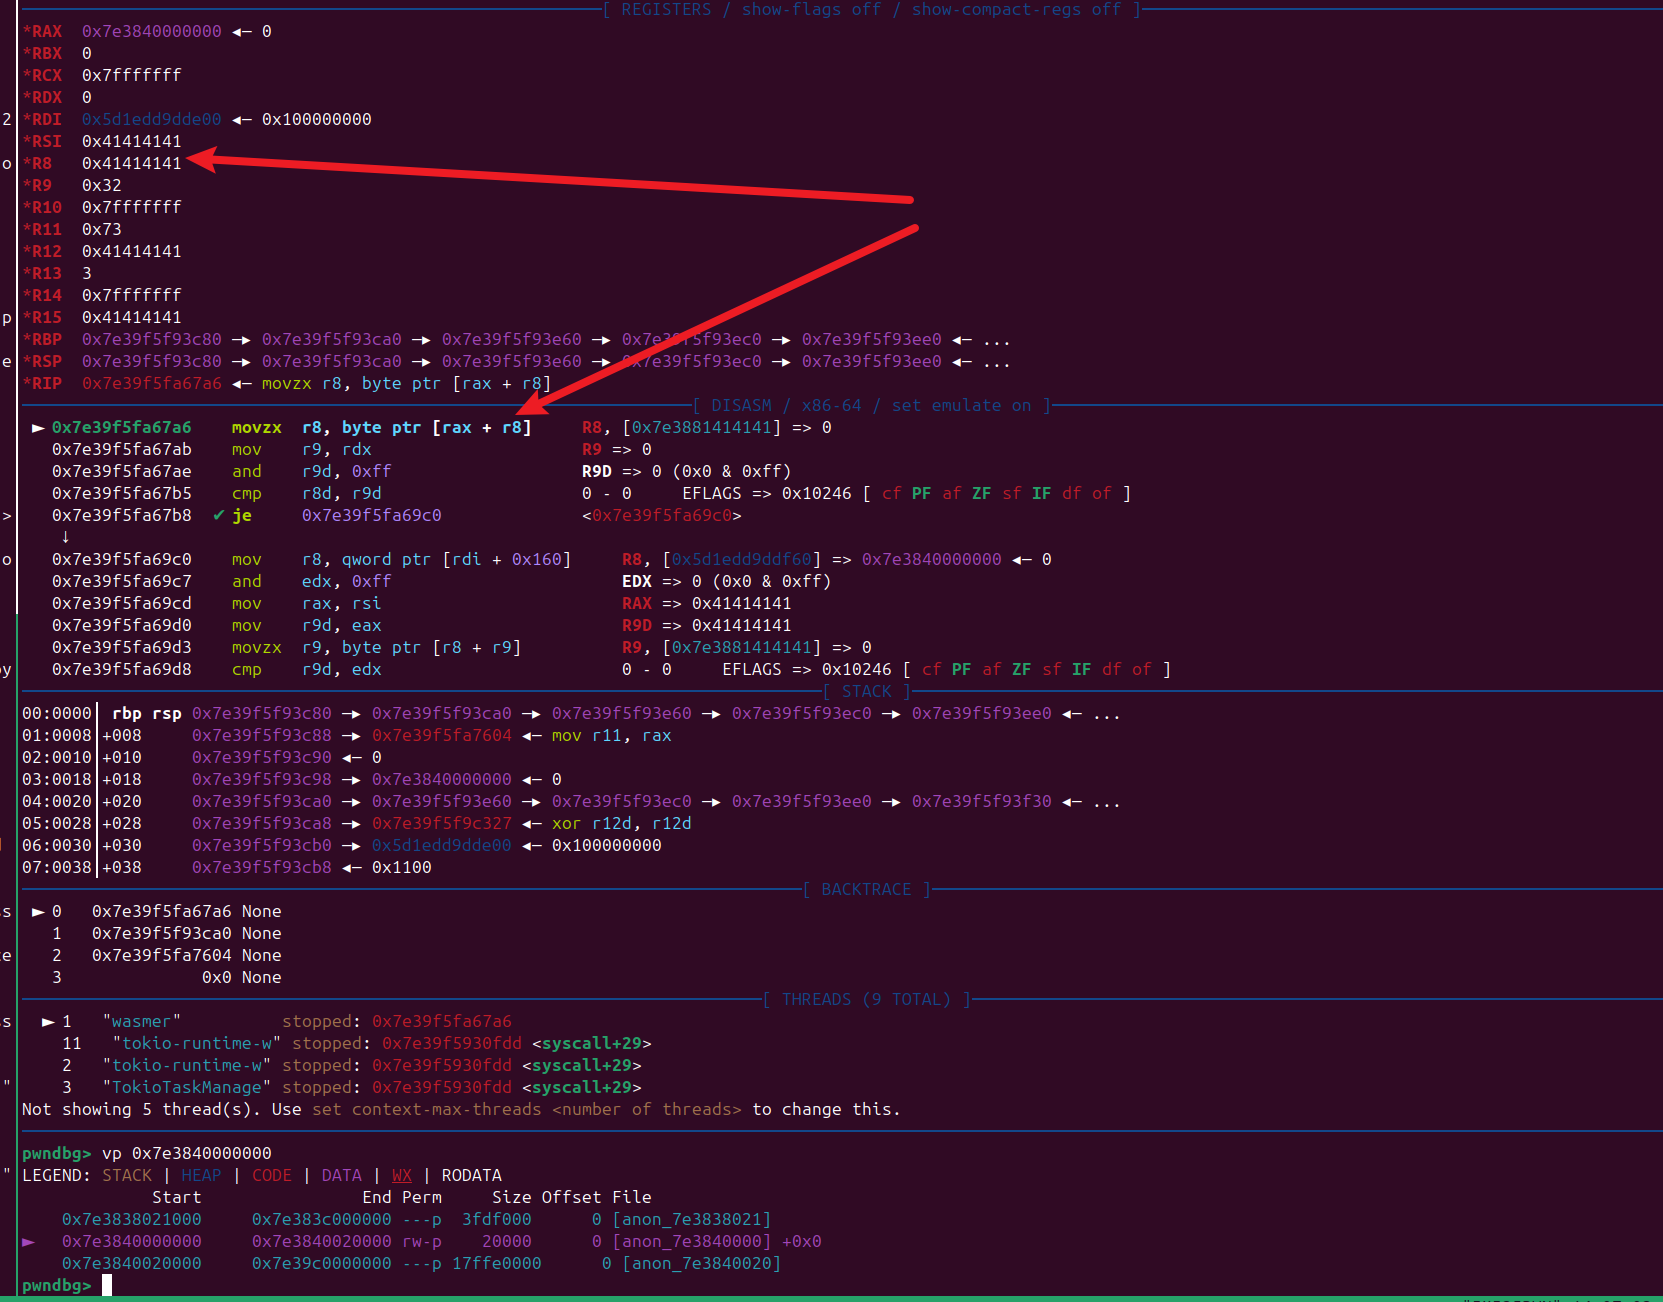 [ REGISTERS / show-flags off / show-compact-regs off ]
*RAX 0x7e3840000000 ◂— 0
*RBX 0
*RCX 0x7fffffff
*RDX 0
2 *RDI 0x5d1edd9dde00 ◂— 0x100000000
*RSI 0x41414141
o *R8 0x41414141
*R9 0x32
*R10 0x7fffffff
*R11 0x73
*R12 0x41414141
*R13 3
*R14 0x7fffffff
p *R15 0x41414141
*RBP 0x7e39f5f93c80 —▸ 0x7e39f5f93ca0 —▸ 0x7e39f5f93e60 —▸ 0x7e39f5f93ec0 —▸ 0x7e39f5f93ee0 ◂— ...
e *RSP 0x7e39f5f93c80 —▸ 0x7e39f5f93ca0 —▸ 0x7e39f5f93e60 —▸ 0x7e39f5f93ec0 —▸ 0x7e39f5f93ee0 ◂— ...
*RIP 0x7e39f5fa67a6 ◂— movzx r8, byte ptr [rax + r8]
[ DISASM / x86-64 / set emulate on ]
► 0x7e39f5fa67a6 movzx r8, byte ptr [rax + r8] R8, [0x7e3881414141] => 0
0x7e39f5fa67ab mov r9, rdx R9 => 0
0x7e39f5fa67ae and r9d, 0xff R9D => 0 (0x0 & 0xff)
0x7e39f5fa67b5 cmp r8d, r9d 0 - 0 EFLAGS => 0x10246 [ cf PF af ZF sf IF df of ]
> 0x7e39f5fa67b8 ✔ je 0x7e39f5fa69c0 <0x7e39f5fa69c0>
↓
o 0x7e39f5fa69c0 mov r8, qword ptr [rdi + 0x160] R8, [0x5d1edd9ddf60] => 0x7e3840000000 ◂— 0
0x7e39f5fa69c7 and edx, 0xff EDX => 0 (0x0 & 0xff)
0x7e39f5fa69cd mov rax, rsi RAX => 0x41414141
0x7e39f5fa69d0 mov r9d, eax R9D => 0x41414141
0x7e39f5fa69d3 movzx r9, byte ptr [r8 + r9] R9, [0x7e3881414141] => 0
0x7e39f5fa69d8 cmp r9d, edx 0 - 0 EFLAGS => 0x10246 [ cf PF af ZF sf IF df of ]
[ STACK ]
00:0000│ rbp rsp 0x7e39f5f93c80 —▸ 0x7e39f5f93ca0 —▸ 0x7e39f5f93e60 —▸ 0x7e39f5f93ec0 —▸ 0x7e39f5f93ee0 ◂— ...
01:0008│+008 0x7e39f5f93c88 —▸ 0x7e39f5fa7604 ◂— mov r11, rax
02:0010│+010 0x7e39f5f93c90 ◂— 0
03:0018│+018 0x7e39f5f93c98 —▸ 0x7e3840000000 ◂— 0
04:0020│+020 0x7e39f5f93ca0 —▸ 0x7e39f5f93e60 —▸ 0x7e39f5f93ec0 —▸ 0x7e39f5f93ee0 —▸ 0x7e39f5f93f30 ◂— ...
05:0028│+028 0x7e39f5f93ca8 —▸ 0x7e39f5f9c327 ◂— xor r12d, r12d
06:0030│+030 0x7e39f5f93cb0 —▸ 0x5d1edd9dde00 ◂— 0x100000000
07:0038│+038 0x7e39f5f93cb8 ◂— 0x1100
[ BACKTRACE ]
► 0 0x7e39f5fa67a6 None
1 0x7e39f5f93ca0 None
2 0x7e39f5fa7604 None
3 0x0 None
[ THREADS (9 TOTAL) ]
► 1 "wasmer" stopped: 0x7e39f5fa67a6
11 "tokio-runtime-w" stopped: 0x7e39f5930fdd <syscall+29>
2 "tokio-runtime-w" stopped: 0x7e39f5930fdd <syscall+29>
" 3 "TokioTaskManage" stopped: 0x7e39f5930fdd <syscall+29>
Not showing 5 thread(s). Use set context-max-threads <number of threads> to change this.
pwndbg> vp 0x7e3840000000
" LEGEND: STACK | HEAP | CODE | DATA | WX | RODATA
Start End Perm Size Offset File
0x7e3838021000 0x7e383c000000 ---p 3fdf000 0 [anon_7e3838021]
► 0x7e3840000000 0x7e3840020000 rw-p 20000 0 [anon_7e3840000] +0x0
0x7e3840020000 0x7e39c0000000 ---p 17ffe0000 0 [anon_7e3840020]
pwndbg>